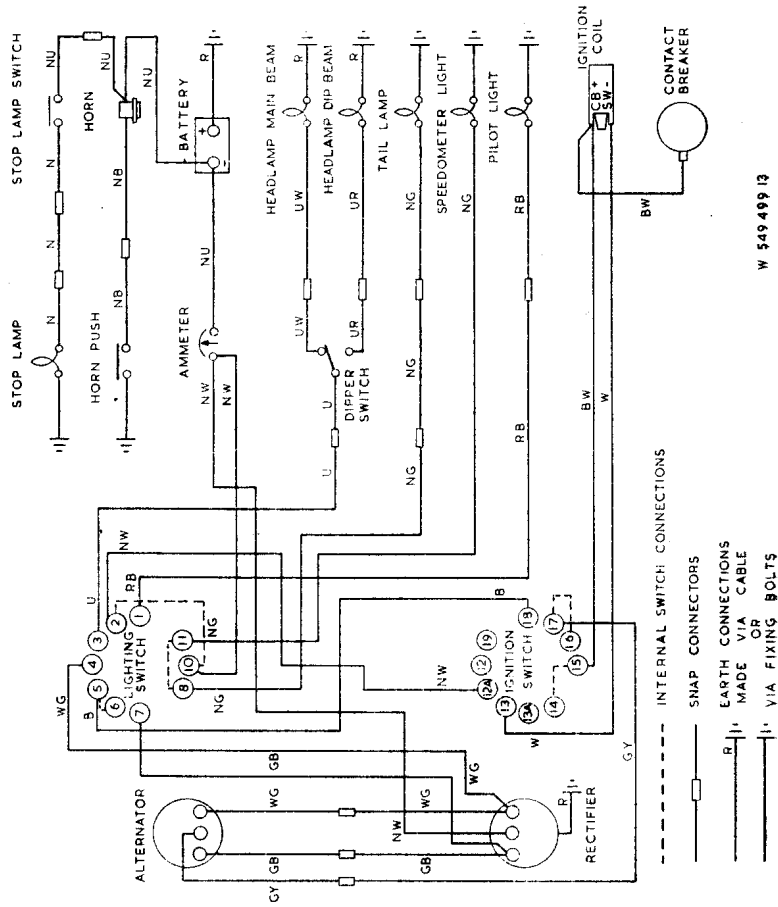 STOP LAMP SWITCH
NU
N
N
N
STOP LAMP
HORN
NU
NU
NB
NB
HORN PUSH
BATTERY
R
+
-
NU
AMMETER
NW
NW
HEADLAMP MAIN BEAM
R
UW
UW
HEADLAMP DIP BEAM
UR
UR
DIPPER
SWITCH
U
U
TAIL LAMP
NG
NG
NG
SPEEDOMETER LIGHT
NG
PILOT LIGHT
RB
RB
IGNITION
COIL
CB +
SW -
CONTACT
BREAKER
BW
BW
W
W 549 499 13
LIGHTING
SWITCH
1
2
3
4
5
6
7
8
10
11
U
NW
RB
WG
B
GB
NG
NG
B
IGNITION
SWITCH
12
12A
13
13A
14
15
16
17
18
19
NW
W
GY
ALTERNATOR
WG
GB
GY
WG
WG
GB
NW
R
RECTIFIER
INTERNAL SWITCH CONNECTIONS
SNAP CONNECTORS
R
EARTH CONNECTIONS
MADE VIA CABLE
OR
VIA FIXING BOLTS